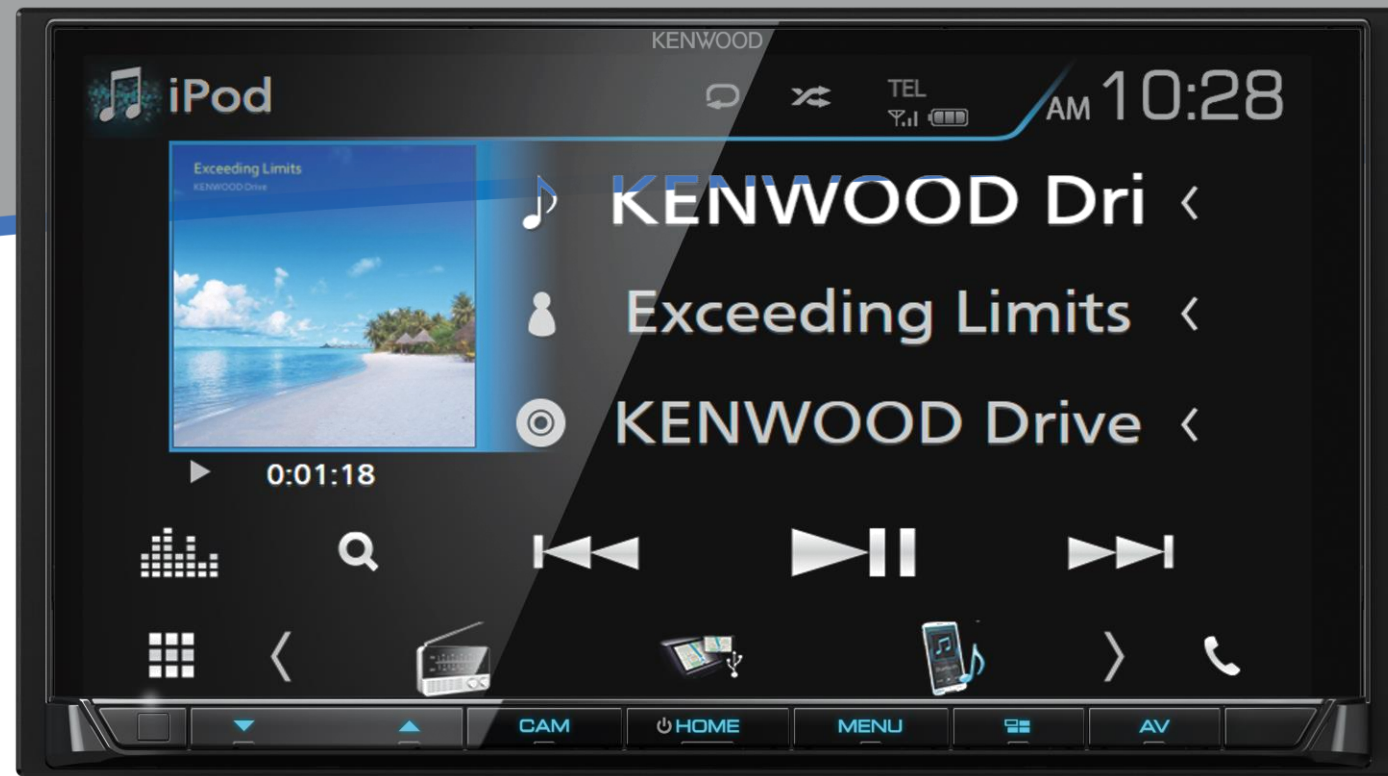 KENWOOD
iPod
TEL
AM 10:28
Exceeding Limits
KENWOOD Drive
KENWOOD Dri
Exceeding Limits
KENWOOD Drive
0:01:18
CAM
HOME
MENU
AV